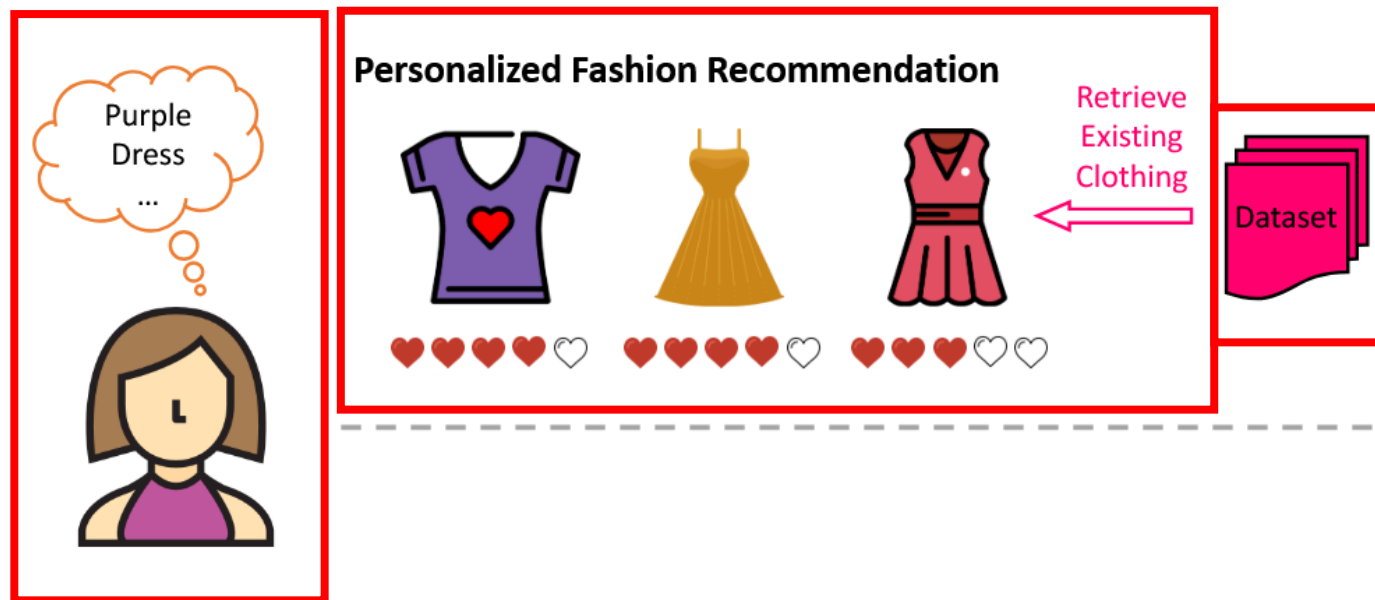 Purple
Dress
...
Personalized Fashion Recommendation
Retrieve
Existing
Clothing
Dataset